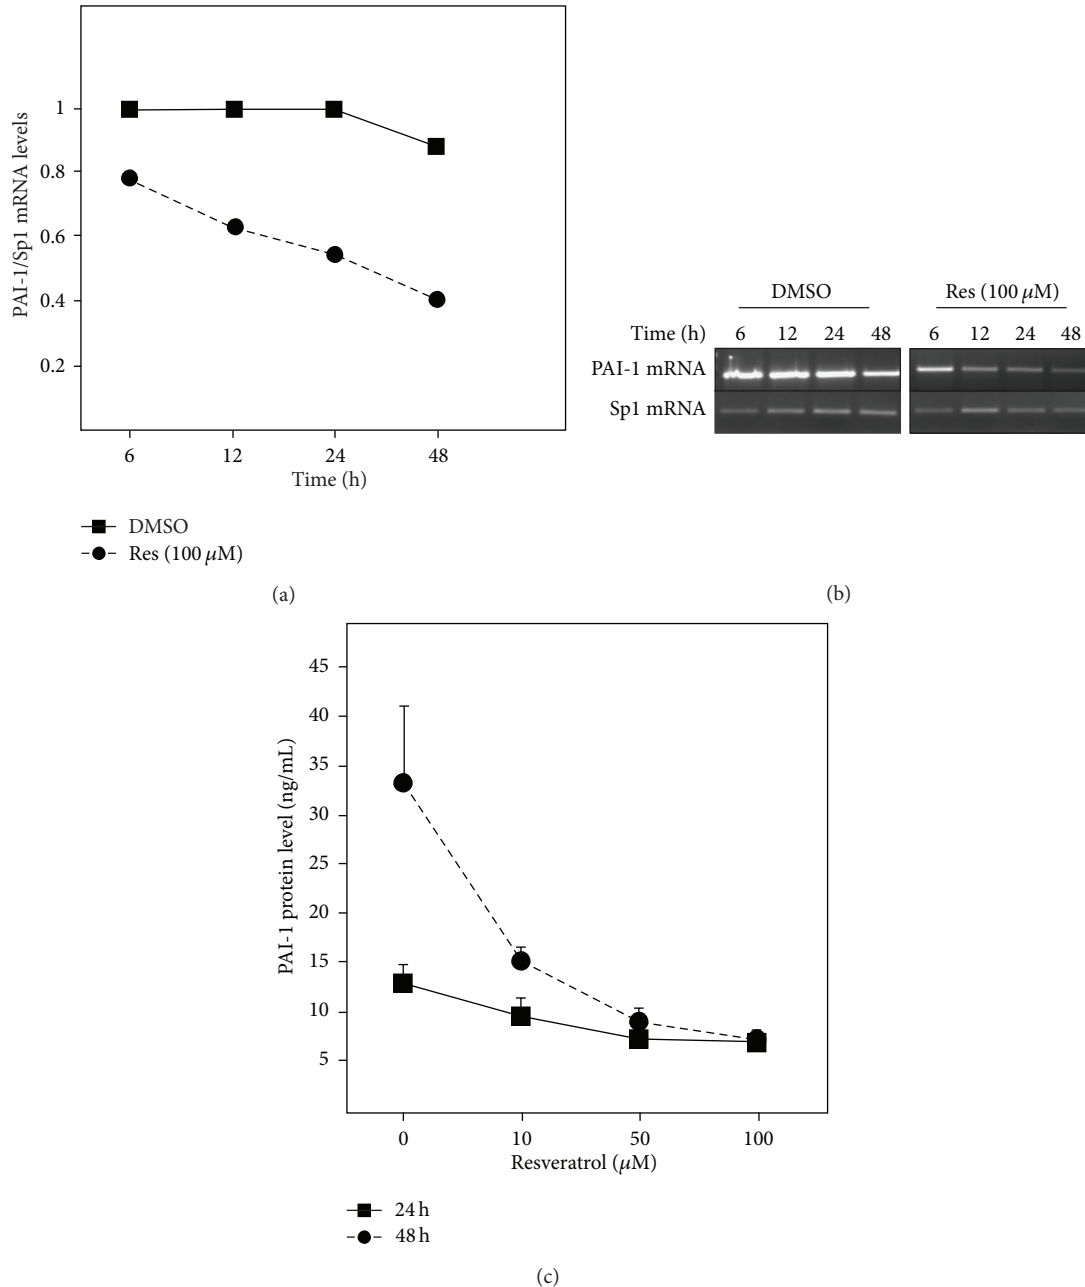 PAI-1/Sp1 mRNA levels
1
0.8
0.6
0.4
0.2
6 12 24 48
Time (h)
DMSO
Res (100 μM)
(a)
DMSO Res (100 μM)
Time (h) 6 12 24 48 6 12 24 48
PAI-1 mRNA
Sp1 mRNA
(b)
PAI-1 protein level (ng/mL)
45
40
35
30
25
20
15
10
5
0 10 50 100
Resveratrol (μM)
24 h
48 h
(c)